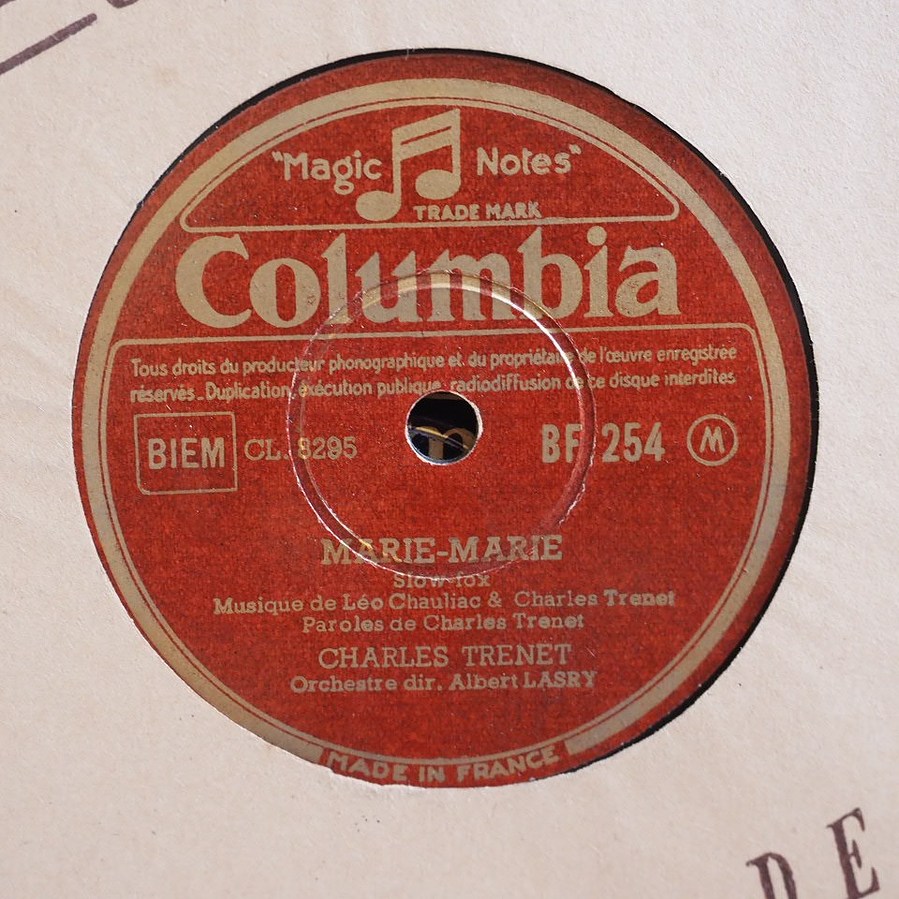 "Magic Notes"
TRADE MARK
Columbia
Tous droits du producteur phonographique et du propriétaire de l'œuvre enregistrée
réservés_Duplication, exécution publique, radiodiffusion de ce disque interdites
BIEM CL. 8295 BF 254 M
MARIE-MARIE
Slow-fox
Musique de Léo Chauliac & Charles Trenet
Paroles de Charles Trenet
CHARLES TRENET
Orchestre dir. Albert LASRY
MADE IN FRANCE
DE